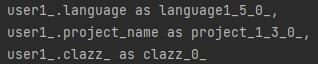 user1_.language as language1_5_0_,
user1_.project_name as project_1_3_0_,
user1_.clazz_ as clazz_0_